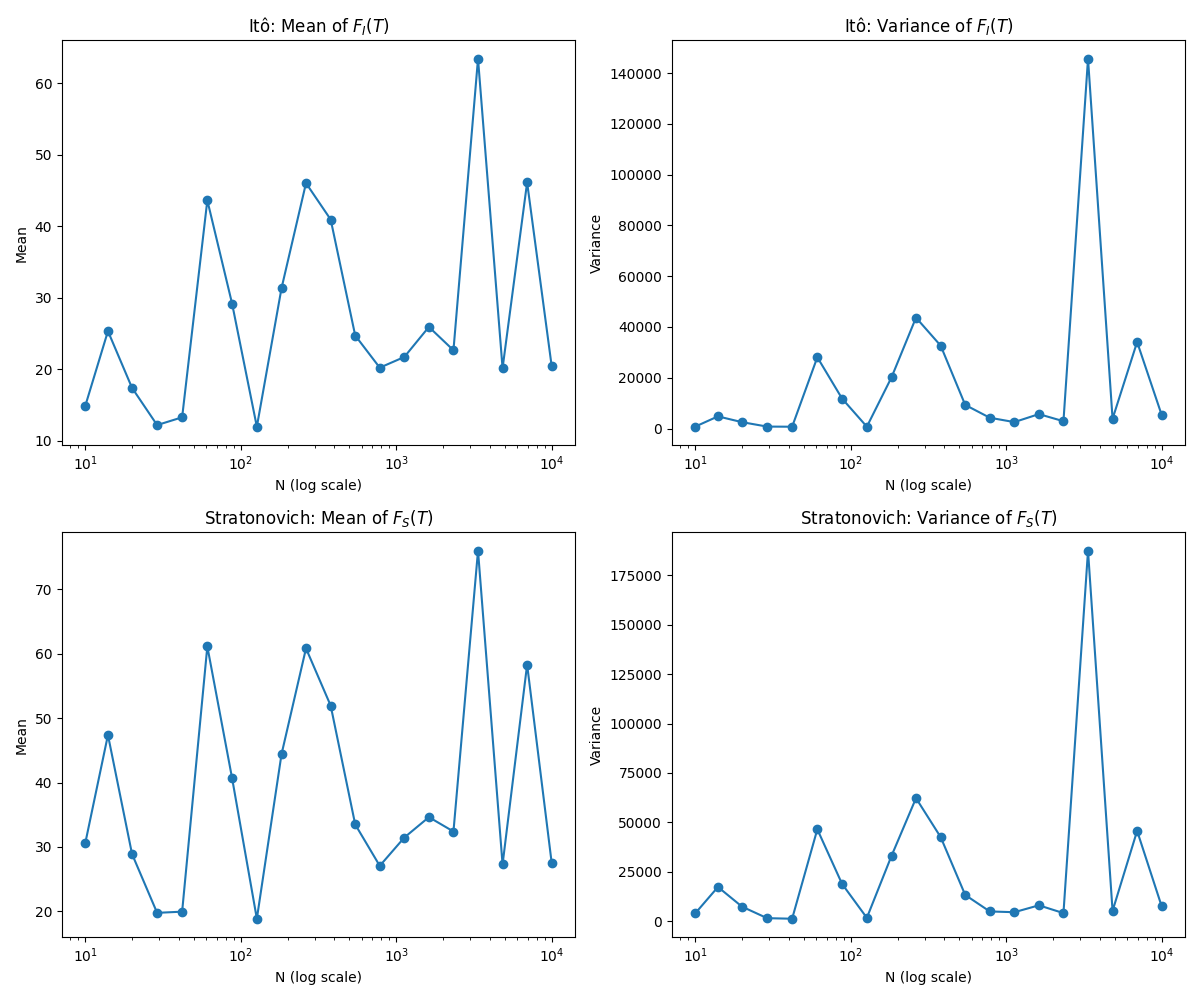 Itô: Mean of F_I(T)
Mean
60
50
40
30
20
10
10^1 10^2 10^3 10^4
N (log scale)
Itô: Variance of F_I(T)
Variance
140000
120000
100000
80000
60000
40000
20000
0
10^1 10^2 10^3 10^4
N (log scale)
Stratonovich: Mean of F_S(T)
Mean
70
60
50
40
30
20
10^1 10^2 10^3 10^4
N (log scale)
Stratonovich: Variance of F_S(T)
Variance
175000
150000
125000
100000
75000
50000
25000
0
10^1 10^2 10^3 10^4
N (log scale)